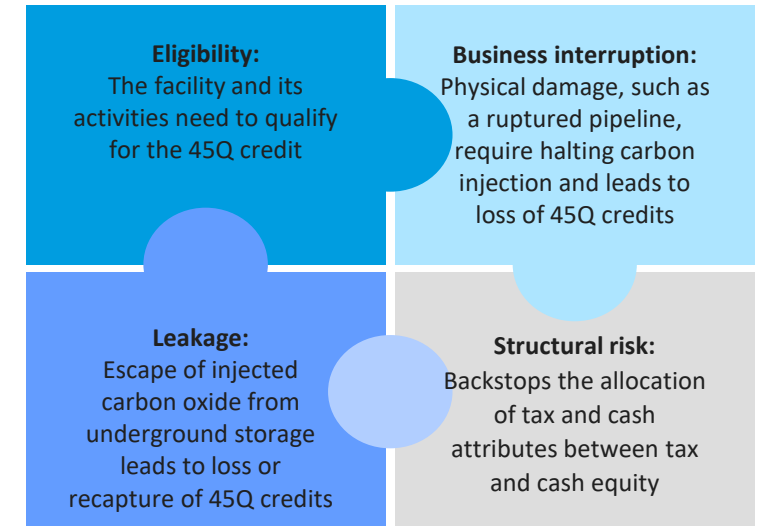 Eligibility:
The facility and its
activities need to qualify
for the 45Q credit
Business interruption:
Physical damage, such as
a ruptured pipeline,
require halting carbon
injection and leads to
loss of 45Q credits
Leakage:
Escape of injected
carbon oxide from
underground storage
leads to loss or
recapture of 45Q credits
Structural risk:
Backstops the allocation
of tax and cash
attributes between tax
and cash equity